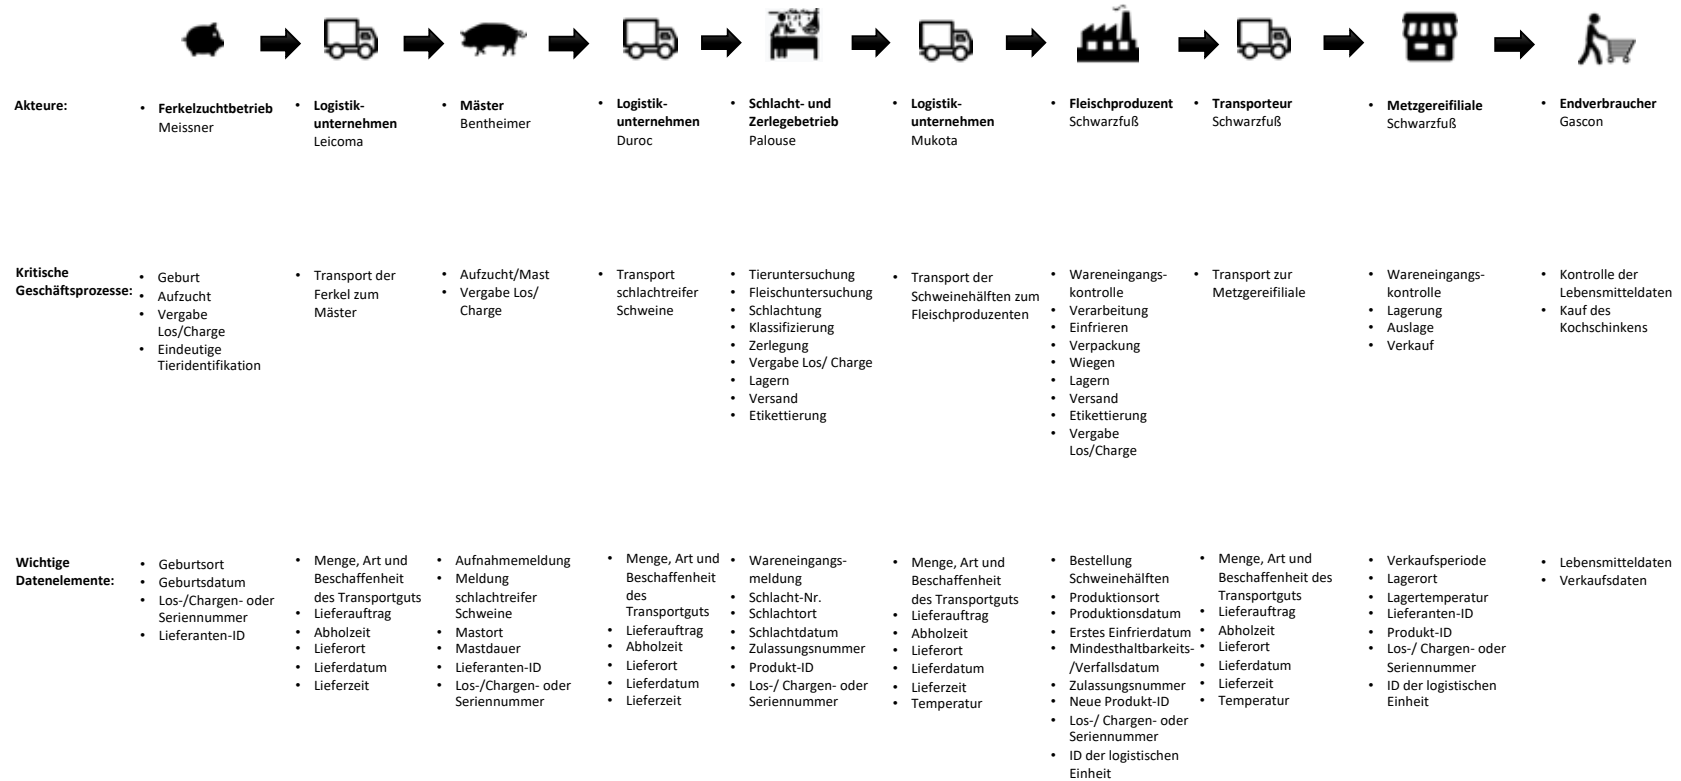 Akteure:
• Ferkelzuchtbetrieb
Meissner
• Logistik-
unternehmen
Leicoma
• Mäster
Bentheimer
• Logistik-
unternehmen
Duroc
• Schlacht- und
Zerlegebetrieb
Palouse
• Logistik-
unternehmen
Mukota
• Fleischproduzent
Schwarzfuß
• Transporteur
Schwarzfuß
• Metzgereifiliale
Schwarzfuß
• Endverbraucher
Gascon
Kritische
Geschäftsprozesse:
• Geburt
• Aufzucht
• Vergabe
Los/Charge
• Eindeutige
Tieridentifikation
• Transport der
Ferkel zum
Mäster
• Aufzucht/Mast
• Vergabe Los/
Charge
• Transport
schlachtreifer
Schweine
• Tieruntersuchung
• Fleischuntersuchung
• Schlachtung
• Klassifizierung
• Zerlegung
• Vergabe Los/ Charge
• Lagern
• Versand
• Etikettierung
• Transport der
Schweinehälften zum
Fleischproduzenten
• Wareneingangs-
kontrolle
• Verarbeitung
• Einfrieren
• Verpackung
• Wiegen
• Lagern
• Versand
• Etikettierung
• Vergabe
Los/Charge
• Transport zur
Metzgereifiliale
• Wareneingangs-
kontrolle
• Lagerung
• Auslage
• Verkauf
• Kontrolle der
Lebensmitteldaten
• Kauf des
Kochschinkens
Wichtige
Datenelemente:
• Geburtsort
• Geburtsdatum
• Los-/Chargen- oder
Seriennummer
• Lieferanten-ID
• Menge, Art und
Beschaffenheit
des Transportguts
• Lieferauftrag
• Abholzeit
• Lieferort
• Lieferdatum
• Lieferzeit
• Aufnahmemeldung
• Meldung
schlachtreifer
Schweine
• Mastort
• Mastdauer
• Lieferanten-ID
• Los-/Chargen- oder
Seriennummer
• Menge, Art und
Beschaffenheit
des
Transportguts
• Lieferauftrag
• Abholzeit
• Lieferort
• Lieferdatum
• Lieferzeit
• Wareneingangs-
meldung
• Schlacht-Nr.
• Schlachtort
• Schlachtdatum
• Zulassungsnummer
• Produkt-ID
• Los-/ Chargen- oder
Seriennummer
• Menge, Art und
Beschaffenheit
des Transportguts
• Lieferauftrag
• Abholzeit
• Lieferort
• Lieferdatum
• Lieferzeit
• Temperatur
• Bestellung
Schweinehälften
• Produktionsort
• Produktionsdatum
• Erstes Einfrierdatum
• Mindesthaltbarkeits-
/Verfallsdatum
• Zulassungsnummer
• Neue Produkt-ID
• Los-/ Chargen- oder
Seriennummer
• ID der logistischen
Einheit
• Menge, Art und
Beschaffenheit des
Transportguts
• Lieferauftrag
• Abholzeit
• Lieferort
• Lieferdatum
• Lieferzeit
• Temperatur
• Verkaufsperiode
• Lagerort
• Lagertemperatur
• Lieferanten-ID
• Produkt-ID
• Los-/ Chargen- oder
Seriennummer
• ID der logistischen
Einheit
• Lebensmitteldaten
• Verkaufsdaten